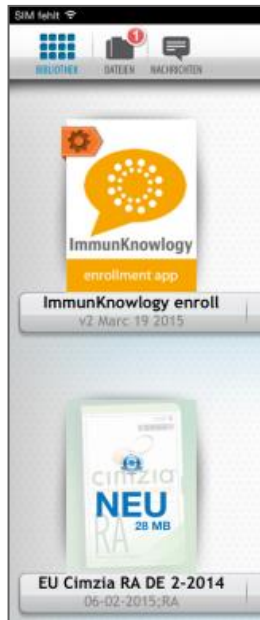 SIM fehlt
1
BIBLIOTHEK DATEIEN NACHRICHTEN
ImmunKnowlogy
enrollment app
ImmunKnowlogy enroll
v2 Marc 19 2015
cimzia
NEU
RA 28 MB
EU Cimzia RA DE 2-2014
06-02-2015;RA